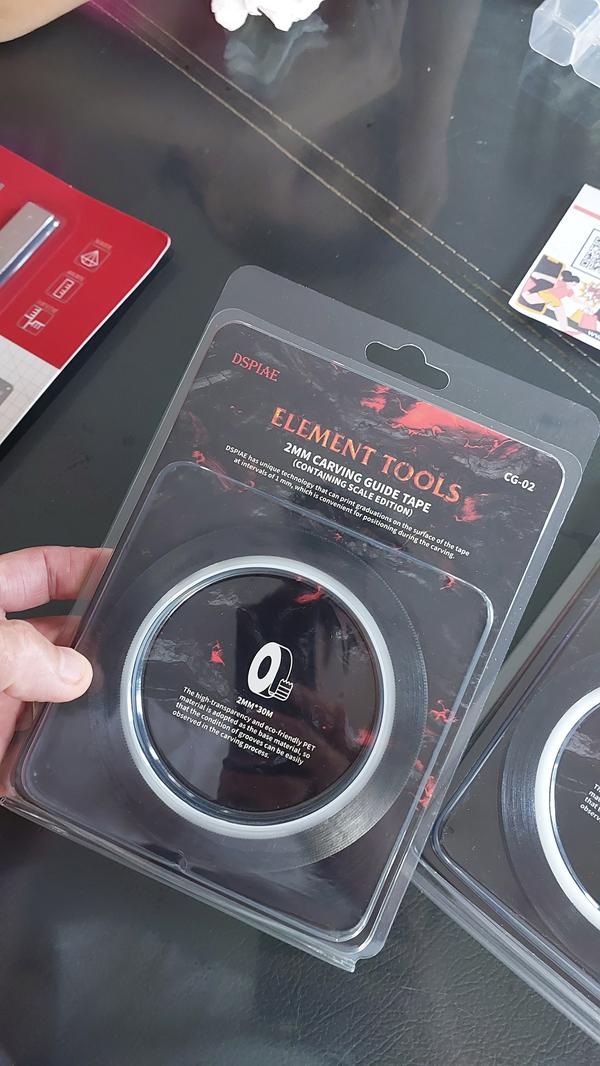 DSPIAE
ELEMENT TOOLS
2MM CARVING GUIDE TAPE
(CONTAINING SCALE EDITION)
CG-02
DSPIAE has unique technology that can print graduations on the surface of the tape
at intervals of 1 mm, which is convenient for positioning during the carving.
2MM*30M
The high-transparency and eco-friendly PET
material is adopted as the base material, so
that the condition of grooves can be easily
observed in the carving process.